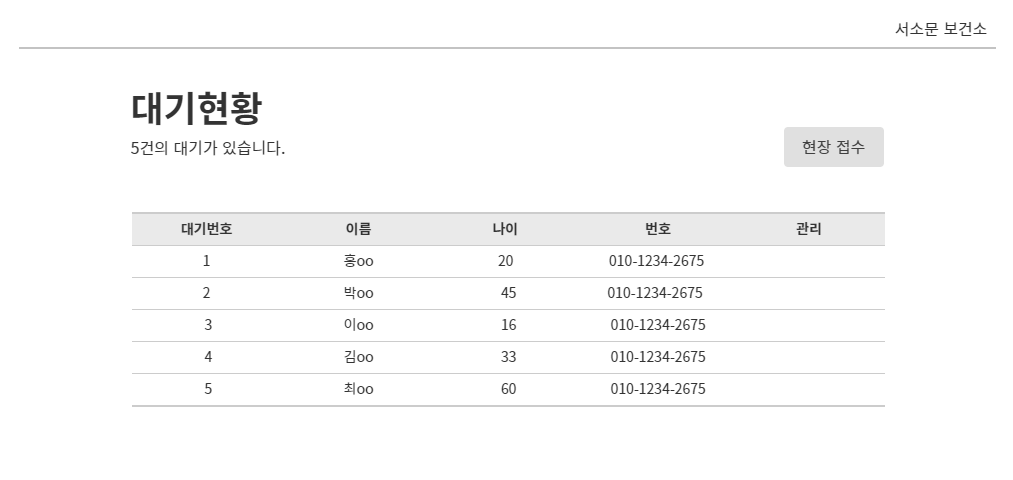 서소문 보건소
대기현황
5건의 대기가 있습니다.
현장 접수
대기번호 이름 나이 번호 관리
1 홍oo 20 010-1234-2675
2 박oo 45 010-1234-2675
3 이oo 16 010-1234-2675
4 김oo 33 010-1234-2675
5 최oo 60 010-1234-2675